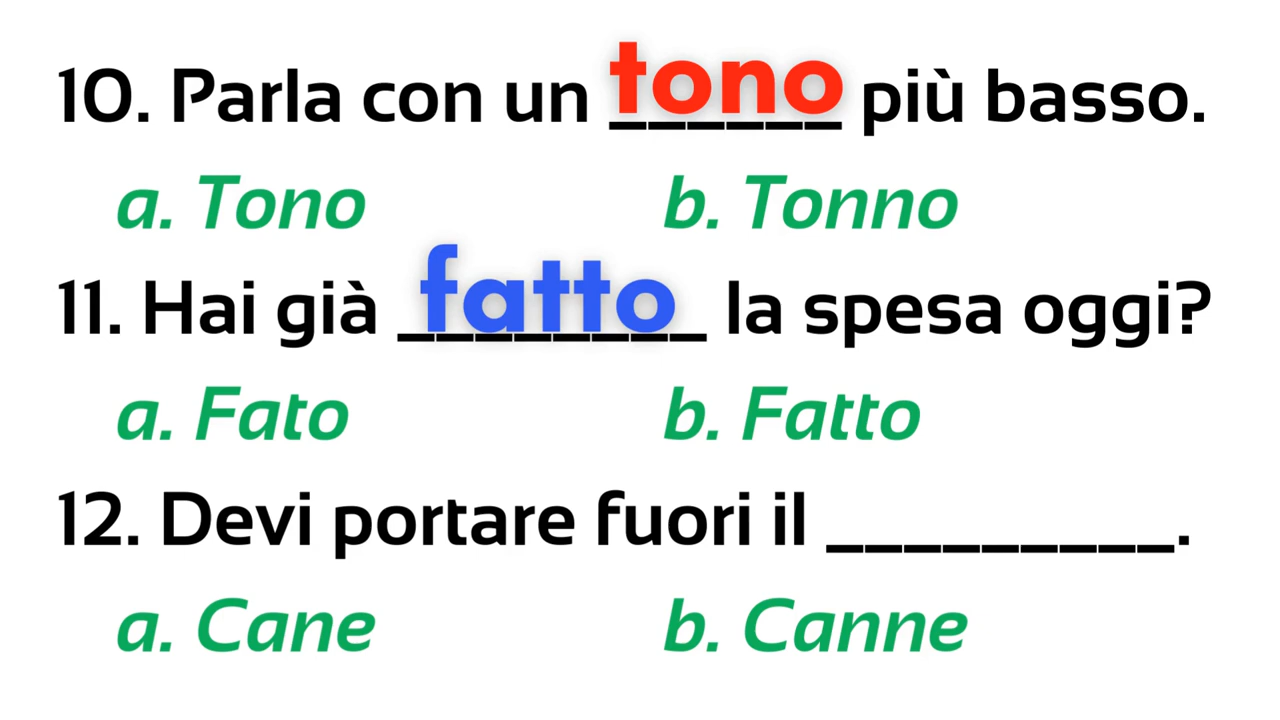 10. Parla con un tono più basso.
a. Tono b. Tonno
11. Hai già fatto la spesa oggi?
a. Fato b. Fatto
12. Devi portare fuori il _________.
a. Cane b. Canne